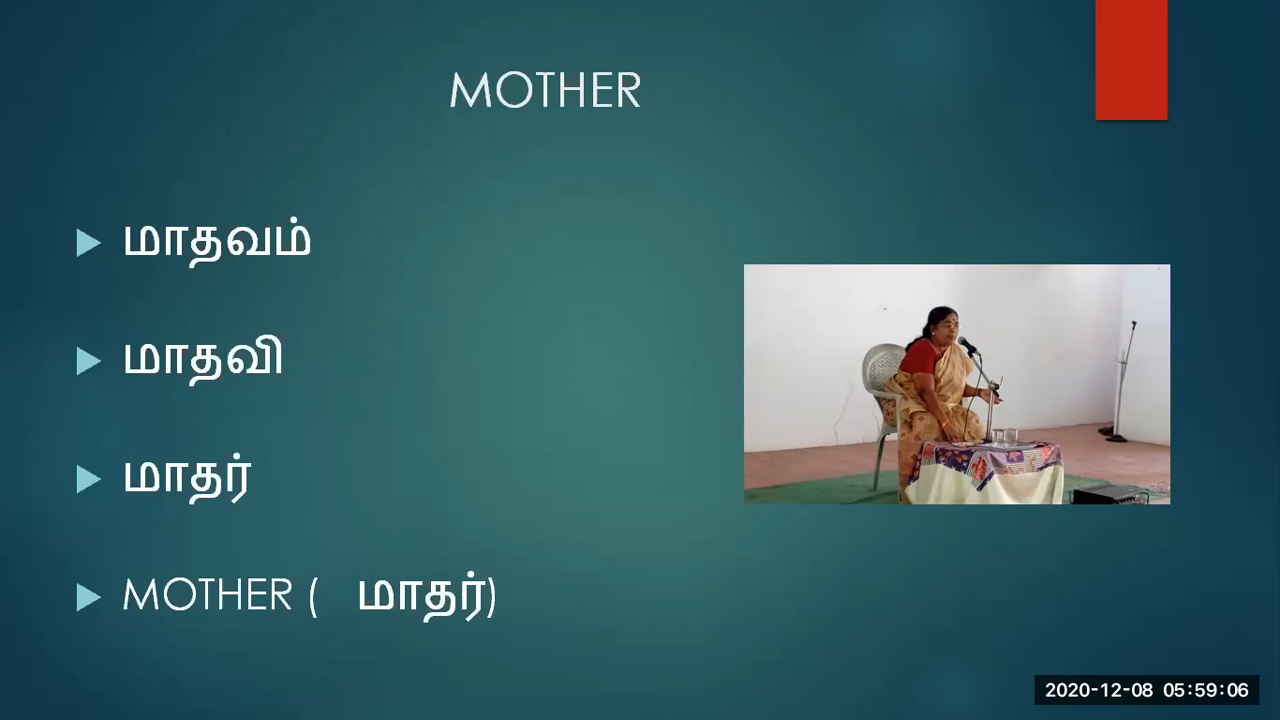 MOTHER
மாதவம்
மாதவி
மாதர்
MOTHER ( மாதர்)
2020-12-08 05:59:06